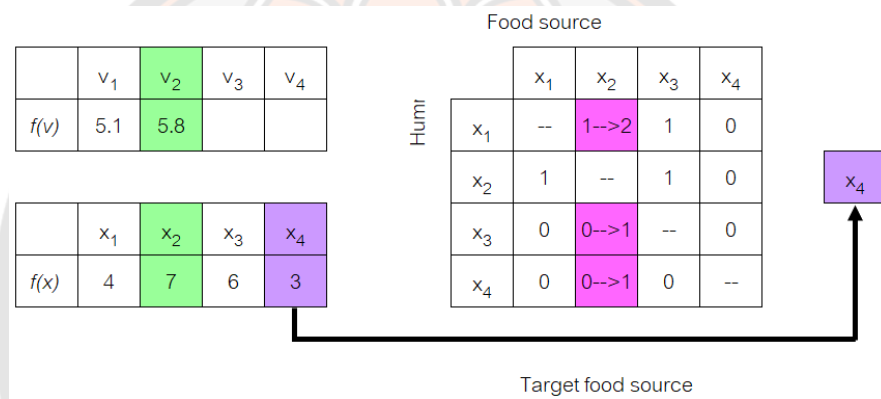 Food source
v1 v2 v3 v4
f(v) 5.1 5.8
x1 x2 x3 x4
f(x) 4 7 6 3
x1 x2 x3 x4
x1 -- 1-->2 1 0
x2 1 -- 1 0
x3 0 0-->1 -- 0
x4 0 0-->1 0 --
x4
Target food source